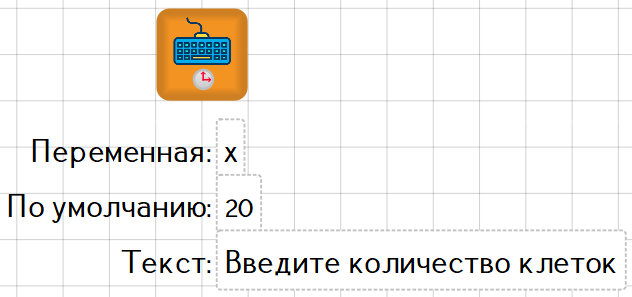 Переменная: x
По умолчанию: 20
Текст: Введите количество клеток